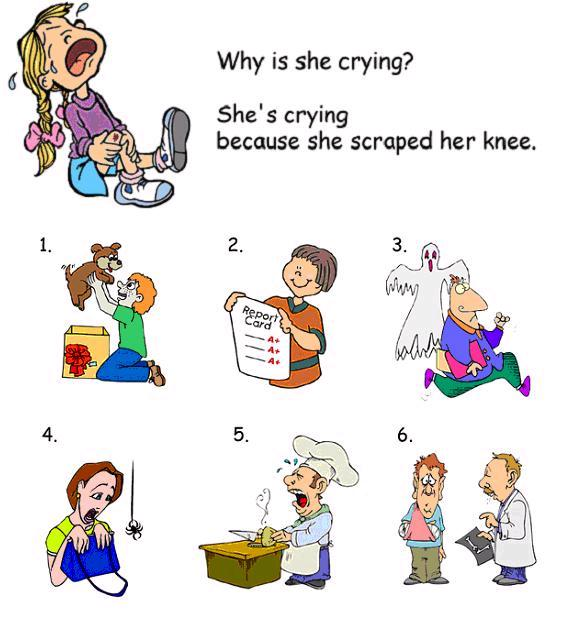 Why is she crying?
She's crying
because she scraped her knee.
1.
2.
3.
Report
Card
A+
A+
A+
4.
5.
6.